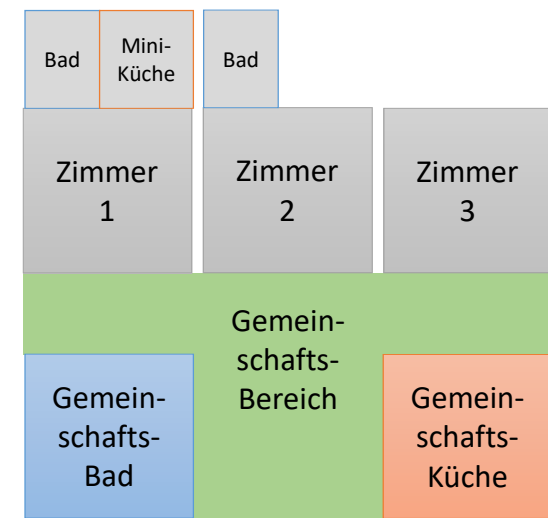 Bad
Mini-
Küche
Bad
Zimmer
1
Zimmer
2
Zimmer
3
Gemein-
schafts-
Bereich
Gemein-
schafts-
Bad
Gemein-
schafts-
Küche